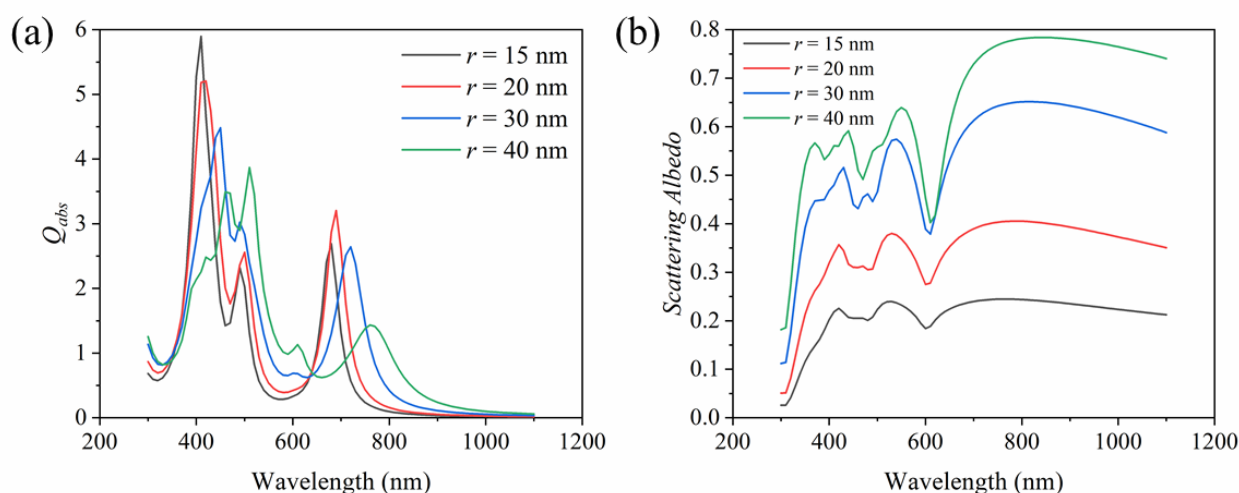 (a)
6
5
4
3
2
1
0
Q_abs
r = 15 nm
r = 20 nm
r = 30 nm
r = 40 nm
200 400 600 800 1000 1200
Wavelength (nm)
(b)
0.8
0.7
0.6
0.5
0.4
0.3
0.2
0.1
0.0
Scattering Albedo
r = 15 nm
r = 20 nm
r = 30 nm
r = 40 nm
200 400 600 800 1000 1200
Wavelength (nm)